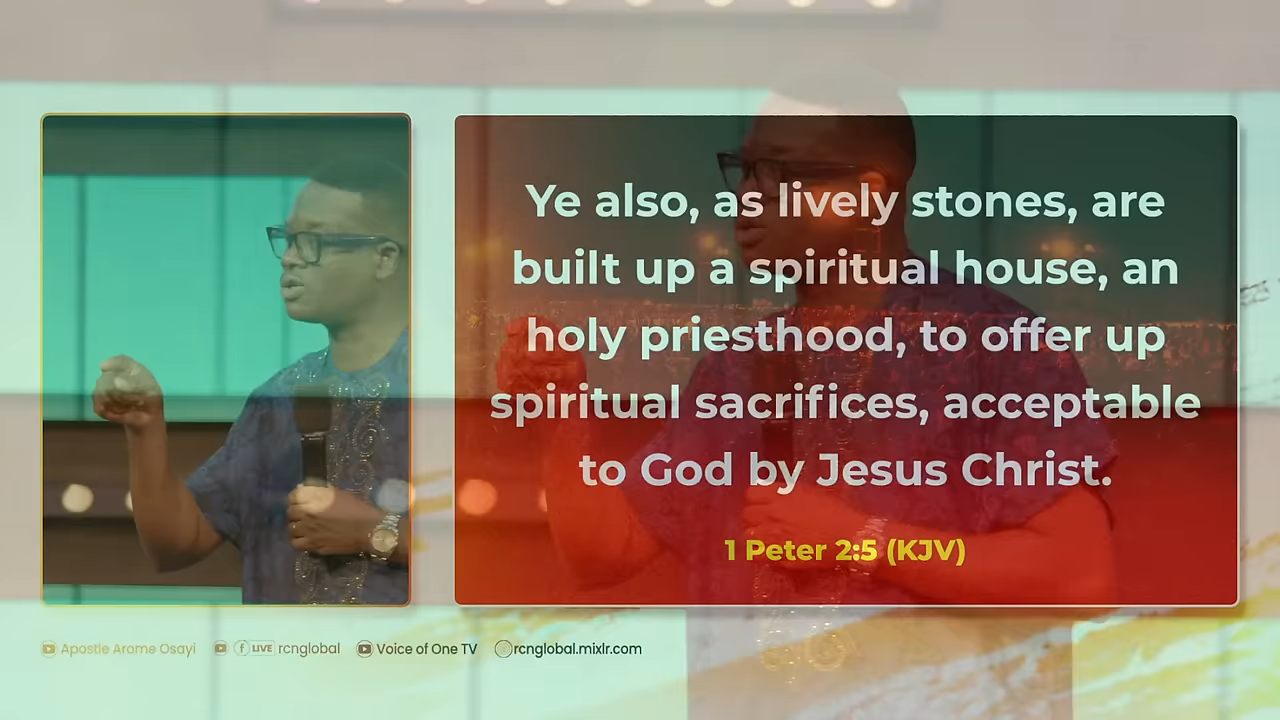 Ye also, as lively stones, are
built up a spiritual house, an
holy priesthood, to offer up
spiritual sacrifices, acceptable
to God by Jesus Christ.
1 Peter 2:5 (KJV)
Apostle Arome Osayi LIVE rcnglobal Voice of One TV rcnglobal.mixlr.com